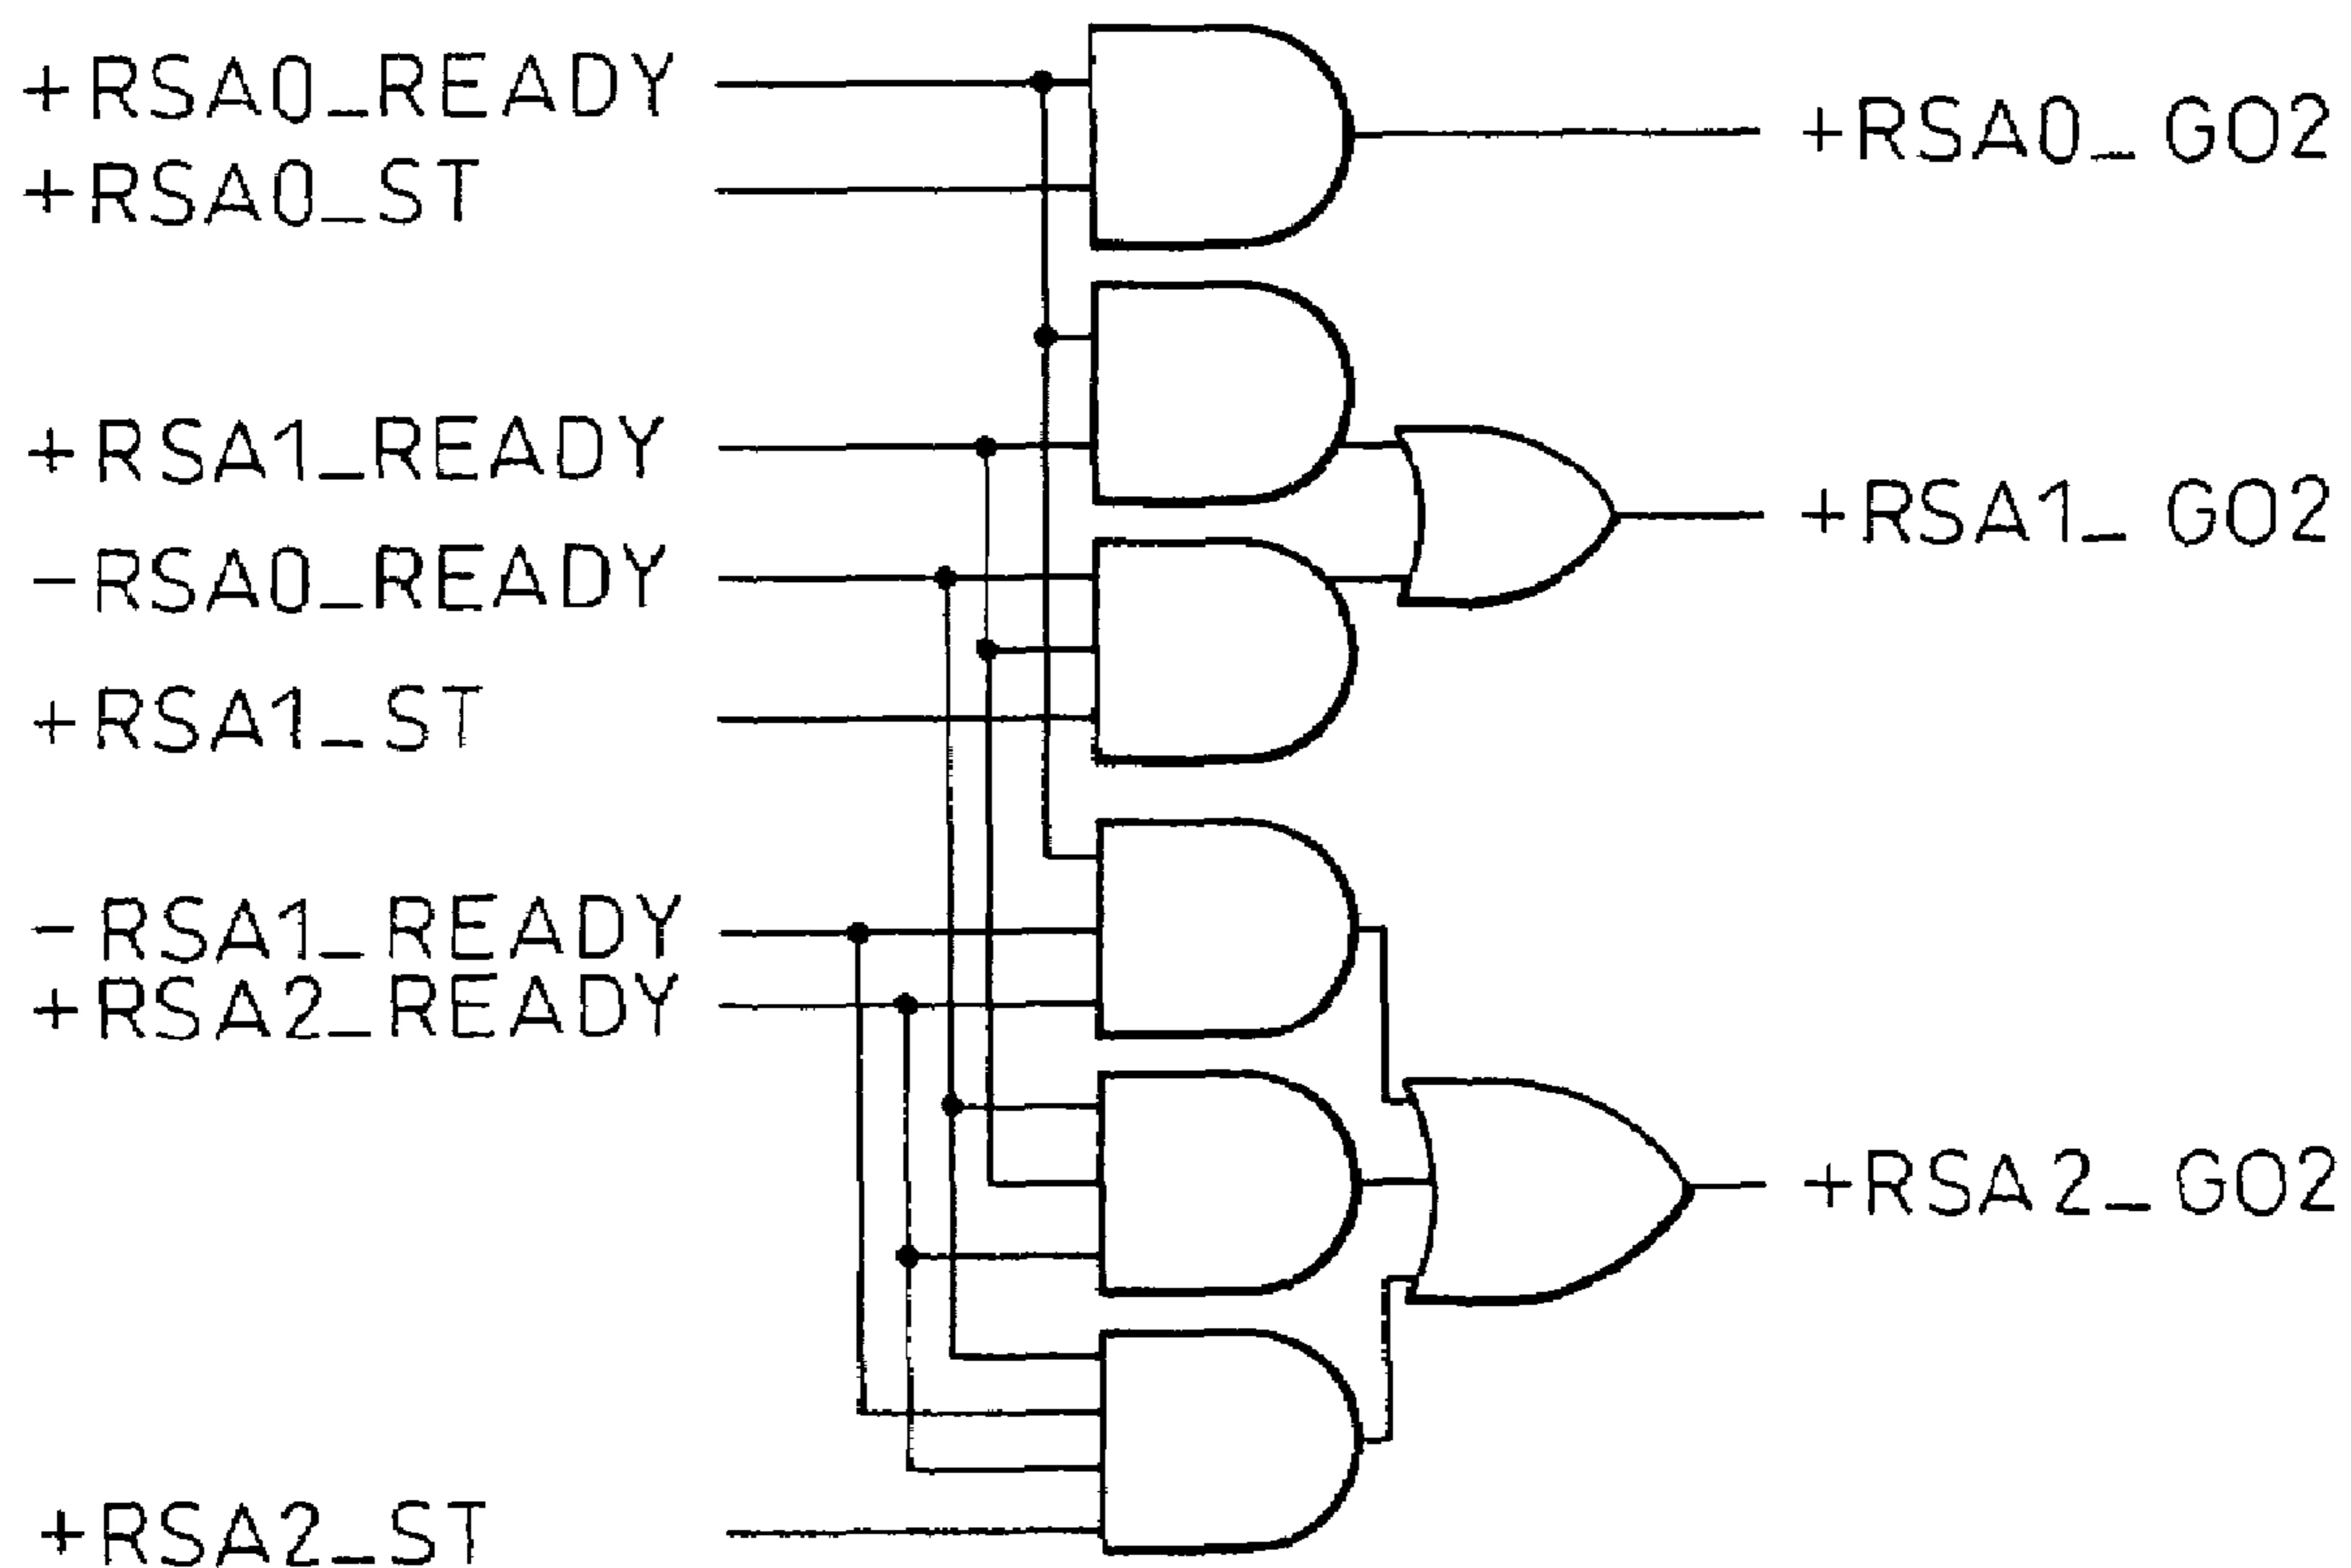 +RSA0_READY
+RSA0_ST
+RSA0_GO2
+RSA1_READY
-RSA0_READY
+RSA1_ST
+RSA1_GO2
-RSA1_READY
+RSA2_READY
+RSA2_GO2
+RSA2_ST